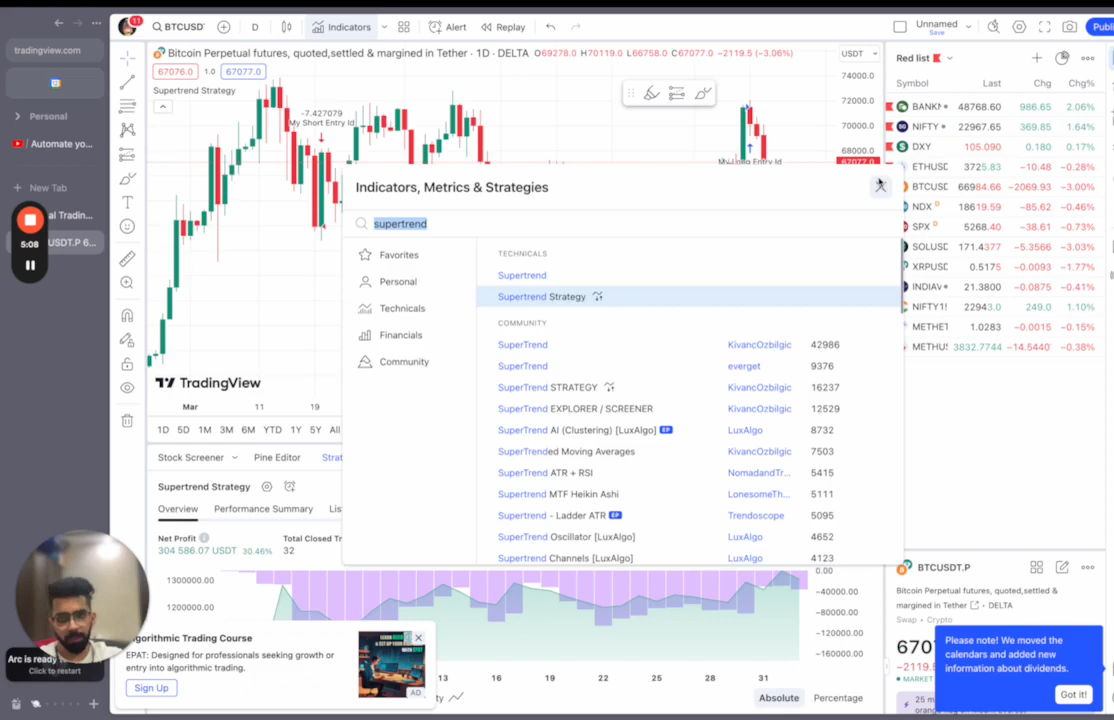 tradingview.com
Personal
/ Automate yo...
New Tab
al Tradin...
5:08
USDT.P 6...
11
BTCUSD
D
Indicators
Alert
Replay
Unnamed
Save
Bitcoin Perpetual futures, quoted,settled & margined in Tether · 1D · DELTA O69278.0 H70119.0 L66758.0 C67077.0 −2119.5 (−3.06%)
USDT
67076.0 1.0 67077.0
Supertrend Strategy
-7.427079
My Short Entry Id
My Long Entry Id
74000.0
72000.0
70000.0
68000.0
67077.0
TradingView
Mar 11 19
1D 5D 1M 3M 6M YTD 1Y 5Y All
Indicators, Metrics & Strategies
supertrend
Favorites
Personal
Technicals
Financials
Community
TECHNICALS
Supertrend
Supertrend Strategy
COMMUNITY
SuperTrend KivancOzbilgic 42986
SuperTrend everget 9376
SuperTrend STRATEGY KivancOzbilgic 16237
SuperTrend EXPLORER / SCREENER KivancOzbilgic 12529
SuperTrend AI (Clustering) [LuxAlgo] EP LuxAlgo 8732
SuperTrended Moving Averages KivancOzbilgic 7503
Supertrend ATR + RSI NomadandTr... 5415
Supertrend MTF Heikin Ashi LonesomeTh... 5111
Supertrend - Ladder ATR EP Trendoscope 5095
Supertrend Oscillator [LuxAlgo] LuxAlgo 4652
Supertrend Channels [LuxAlgo] LuxAlgo 4123
Stock Screener Pine Editor Strat
Supertrend Strategy
Overview Performance Summary Lis
Net Profit Total Closed Tr
304 586.07 USDT 30.46% 32
1300000.00
1200000.00
0.00
−40000.00
−80000.00
−120000.00
−160000.00
13 16 19 22 25 28 31
Absolute Percentage
Algorithmic Trading Course
EPAT: Designed for professionals seeking growth or
entry into algorithmic trading.
Sign Up
AD
Arc is ready
Click to restart
Red list
Symbol Last Chg Chg%
BANKN 48768.60 986.65 2.06%
NIFTY 22967.65 369.85 1.64%
DXY 105.090 0.180 0.17%
ETHUSD 3725.83 −10.48 −0.28%
BTCUSD 66984.66 −2069.93 −3.00%
NDX D 18619.59 −85.62 −0.46%
SPX D 5268.40 −38.61 −0.73%
SOLUSD 171.4377 −5.3566 −3.03%
XRPUSD 0.5175 −0.0093 −1.77%
INDIAV 21.3800 −0.0875 −0.41%
NIFTY1! 22943.0 249.0 1.10%
METHET 1.0283 −0.0015 −0.15%
METHUS 3832.7744 −14.5440 −0.38%
BTCUSDT.P
Bitcoin Perpetual futures, quoted,settled &
margined in Tether · DELTA
Swap • Crypto
Please note! We moved the
calendars and added new
information about dividends.
Got it!